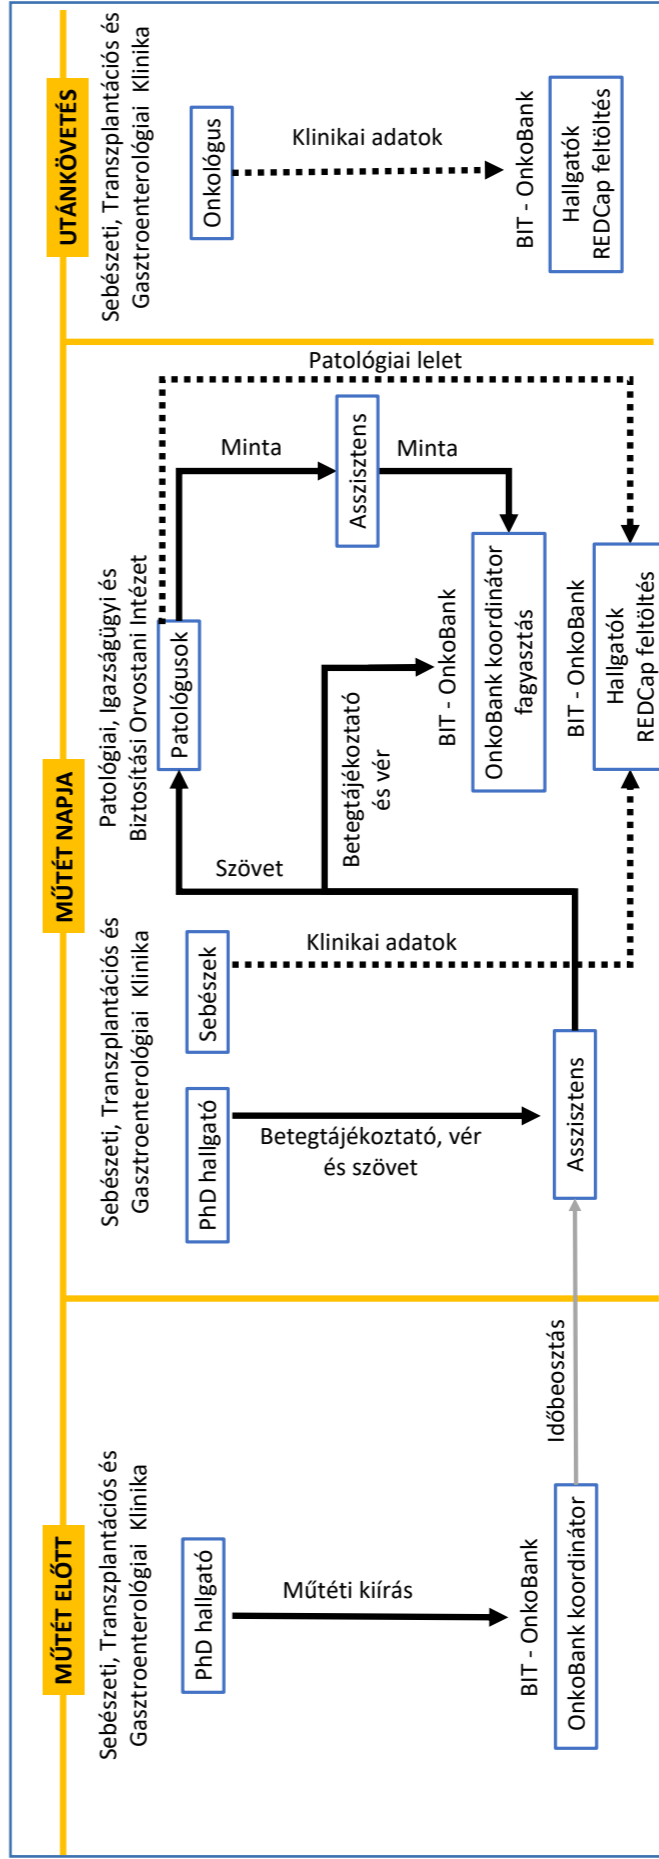 MŰTÉT ELŐTT
Sebészeti, Transzplantációs és
Gasztroenterológiai Klinika
PhD hallgató
Műtéti kiírás
BIT - OnkoBank
OnkoBank koordinátor
Időbeosztás
MŰTÉT NAPJA
Sebészeti, Transzplantációs és
Gasztroenterológiai Klinika
PhD hallgató
Sebészek
Betegtájékoztató, vér
és szövet
Klinikai adatok
Asszisztens
Szövet
Betegtájékoztató
és vér
Patológiai, Igazságügyi és
Biztosítási Orvostani Intézet
Patológusok
Minta
Asszisztens
Minta
Patológiai lelet
BIT - OnkoBank
OnkoBank koordinátor
fagyasztás
BIT - OnkoBank
Hallgatók
REDCap feltöltés
UTÁNKÖVETÉS
Sebészeti, Transzplantációs és
Gasztroenterológiai Klinika
Onkológus
Klinikai adatok
BIT - OnkoBank
Hallgatók
REDCap feltöltés